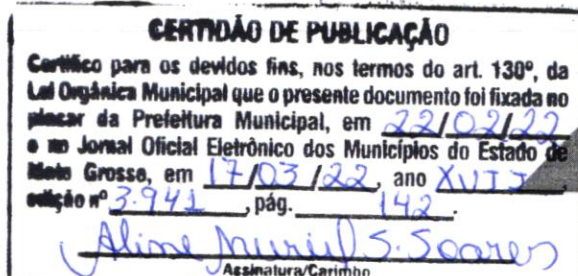 CERTIDÃO DE PUBLICAÇÃO
Certifico para os devidos fins, nos termos do art. 130º, da
Lei Orgânica Municipal que o presente documento foi fixada no
placar da Prefeitura Municipal, em 22/02/22
e no Jornal Oficial Eletrônico dos Municípios do Estado de
Mato Grosso, em 17/03/22, ano XVII,
edição nº 3.941, pág. 142.
Aline Muriel S. Soares
Assinatura/Carimbo